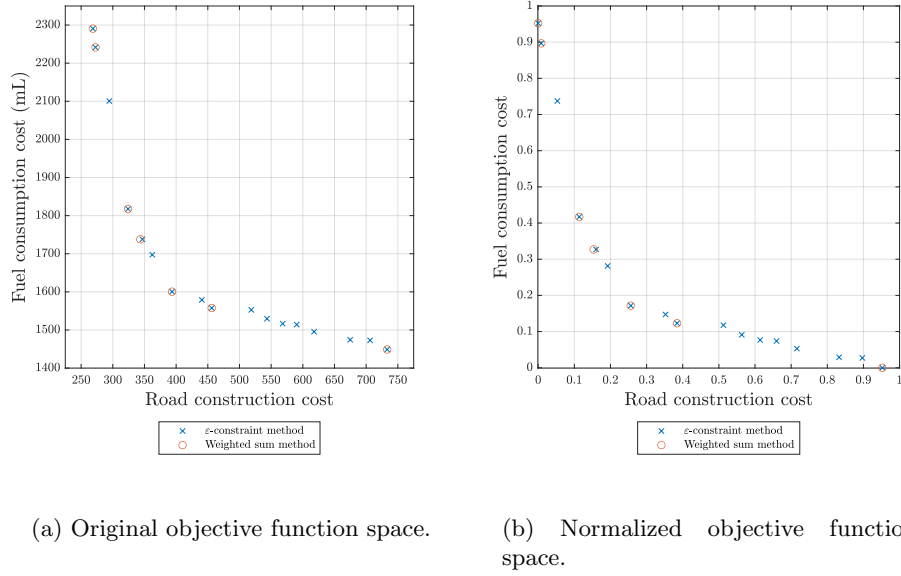 2300
2200
2100
2000
1900
1800
1700
1600
1500
1400
250 300 350 400 450 500 550 600 650 700 750
Fuel consumption cost (mL)
Road construction cost
ε-constraint method
Weighted sum method
(a) Original objective function space.
1
0.9
0.8
0.7
0.6
0.5
0.4
0.3
0.2
0.1
0
0 0.1 0.2 0.3 0.4 0.5 0.6 0.7 0.8 0.9 1
Fuel consumption cost
Road construction cost
ε-constraint method
Weighted sum method
(b) Normalized objective functio
space.